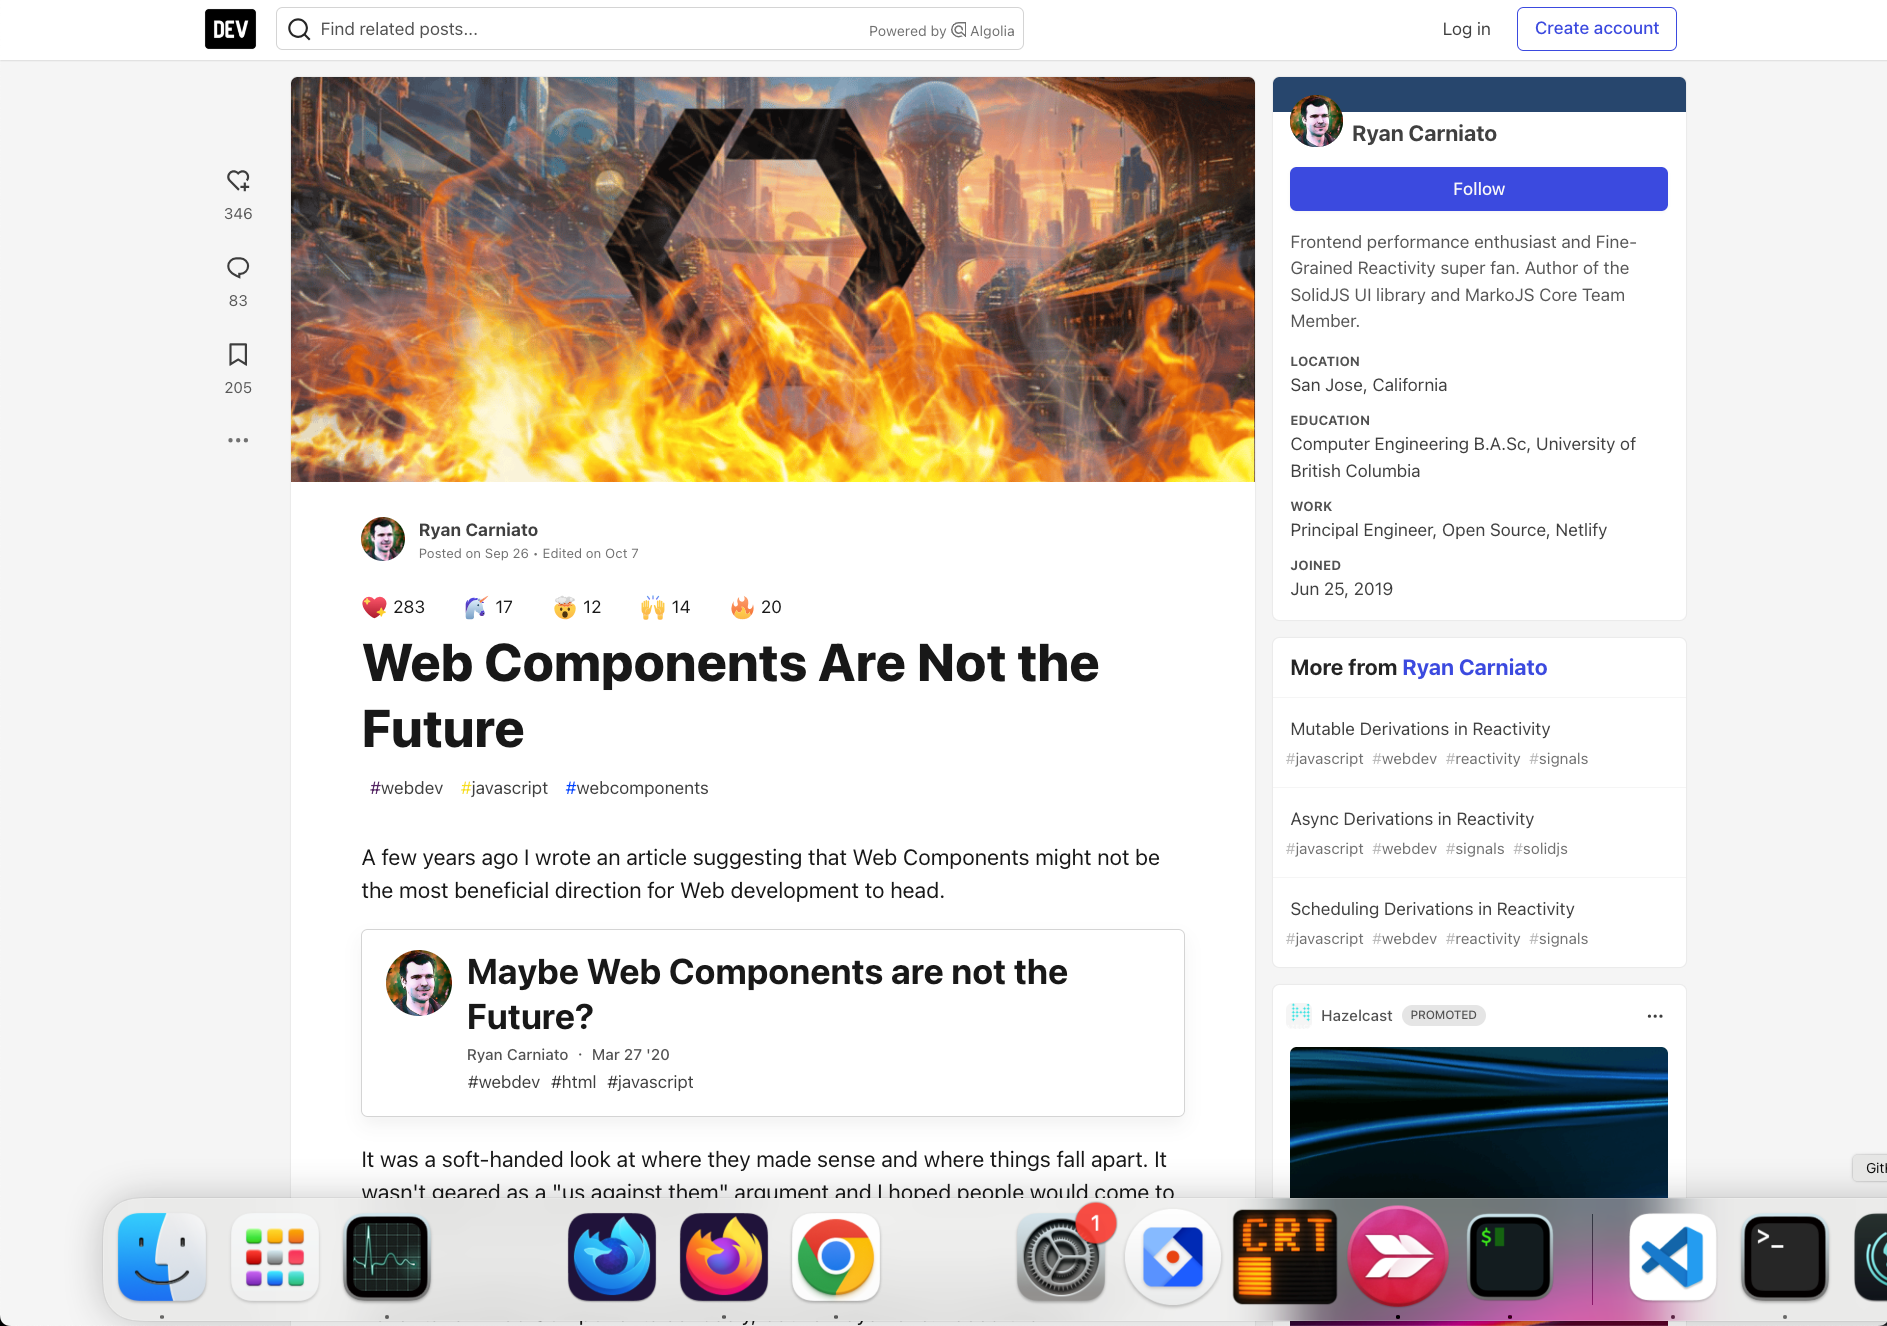 DEV
Find related posts...
Powered by Algolia
Log in
Create account
346
83
205
Ryan Carniato
Posted on Sep 26 • Edited on Oct 7
283
17
12
14
20
Web Components Are Not the
Future
#webdev #javascript #webcomponents
A few years ago I wrote an article suggesting that Web Components might not be
the most beneficial direction for Web development to head.
Maybe Web Components are not the
Future?
Ryan Carniato · Mar 27 '20
#webdev #html #javascript
It was a soft-handed look at where they made sense and where things fall apart. It
wasn't geared as a "us against them" argument and I hoped people would come to
Ryan Carniato
Follow
Frontend performance enthusiast and Fine-
Grained Reactivity super fan. Author of the
SolidJS UI library and MarkoJS Core Team
Member.
LOCATION
San Jose, California
EDUCATION
Computer Engineering B.A.Sc, University of
British Columbia
WORK
Principal Engineer, Open Source, Netlify
JOINED
Jun 25, 2019
More from Ryan Carniato
Mutable Derivations in Reactivity
#javascript #webdev #reactivity #signals
Async Derivations in Reactivity
#javascript #webdev #signals #solidjs
Scheduling Derivations in Reactivity
#javascript #webdev #reactivity #signals
Hazelcast PROMOTED
1
CRT
$
>_